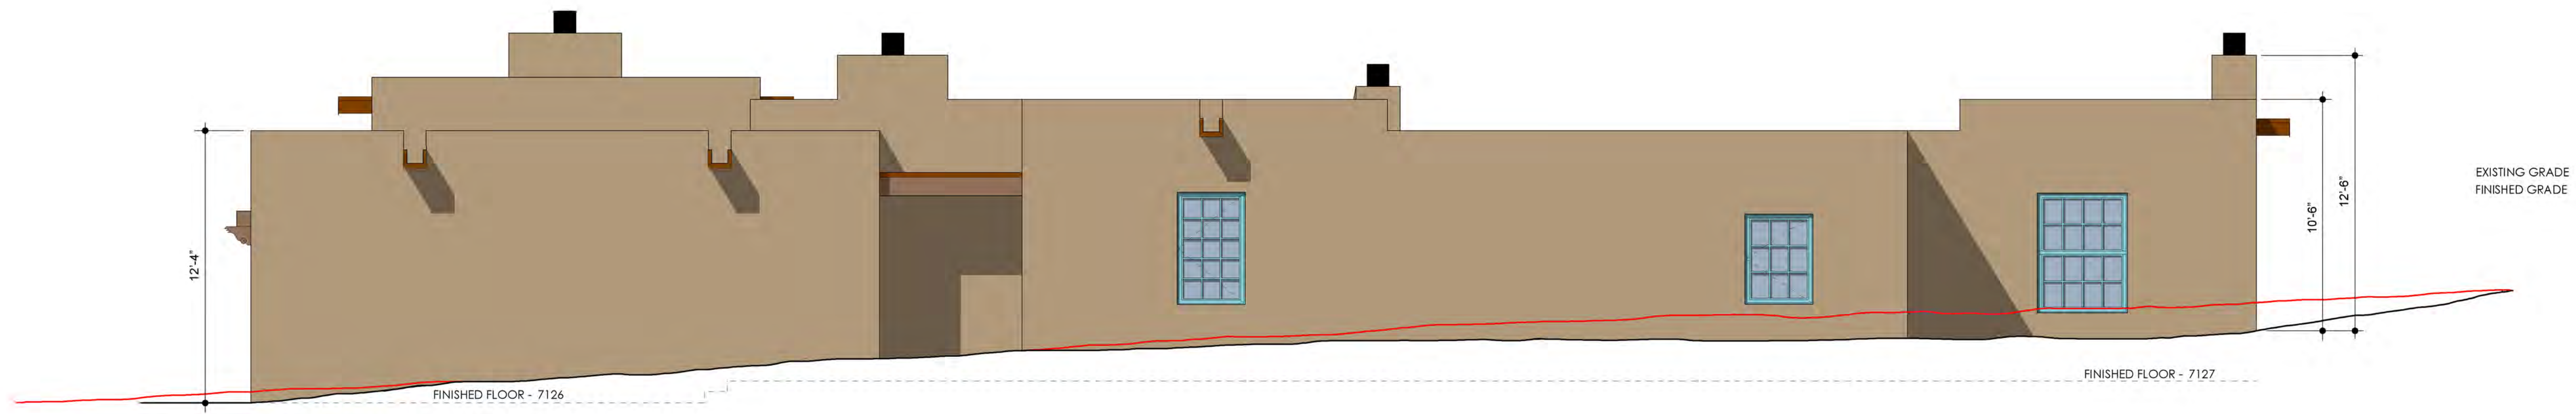 12'-4"
FINISHED FLOOR - 7126
FINISHED FLOOR - 7127
10'-6"
12'-6"
EXISTING GRADE
FINISHED GRADE